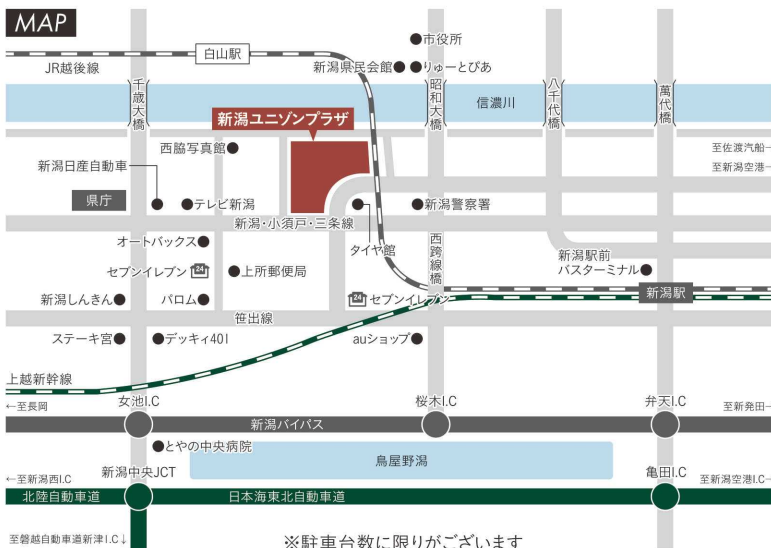 MAP
市役所
白山駅
JR越後線
新潟県民会館
りゅーとぴあ
千歳大橋
昭和大橋
八千代橋
萬代橋
信濃川
新潟ユニゾンプラザ
西脇写真館
至佐渡汽船→
新潟日産自動車
至新潟空港→
県庁
テレビ新潟
新潟警察署
新潟・小須戸・三条線
オートバックス
タイヤ館
西跨線橋
新潟駅前
バスターミナル
セブンイレブン
24
上所郵便局
新潟駅
新潟しんきん
パロム
24
セブンイレブン
笹出線
ステーキ宮
デッキィ401
auショップ
上越新幹線
←至長岡
女池I.C
桜木I.C
弁天I.C
至新発田→
新潟バイパス
とやの中央病院
鳥屋野潟
←至新潟西I.C
新潟中央JCT
亀田I.C
至新潟空港I.C→
北陸自動車道
日本海東北自動車道
至磐越自動車道新津I.C↓
※駐車台数に限りがございます